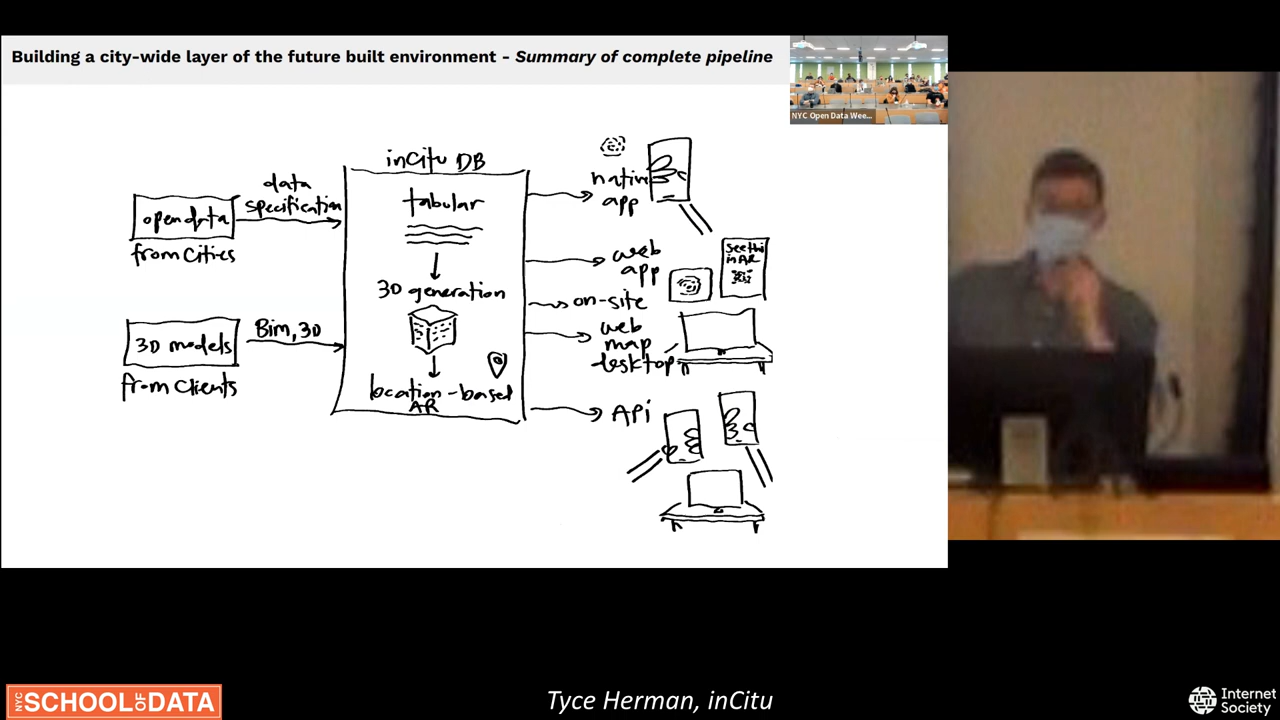 Building a city-wide layer of the future built environment - Summary of complete pipeline
NYC Open Data Wee...
inCitu DB
open data
from Cities
data
specification
3D models
from Clients
Bim, 3D
tabular
3D generation
location-based
AR
native
app
web
app
See this
in AR
on-site
web
map
desktop
APi
NYC SCHOOL OF DATA
Tyce Herman, inCitu
Internet
Society